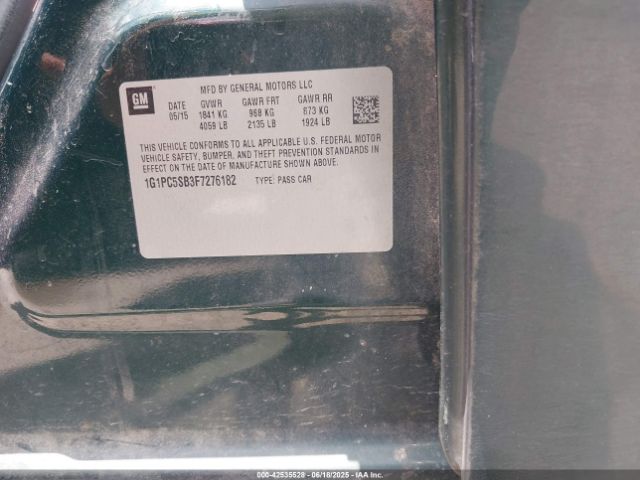 MFD BY GENERAL MOTORS LLC
GM
DATE GVWR GAWR FRT GAWR RR
05/15 1841 KG 968 KG 873 KG
4059 LB 2135 LB 1924 LB
THIS VEHICLE CONFORMS TO ALL APPLICABLE U.S. FEDERAL MOTOR
VEHICLE SAFETY, BUMPER, AND THEFT PREVENTION STANDARDS IN
EFFECT ON THE DATE OF MANUFACTURE SHOWN ABOVE.
1G1PC5SB3F7276182 TYPE: PASS CAR
000-42535528 - 06/18/2025 - IAA, Inc.